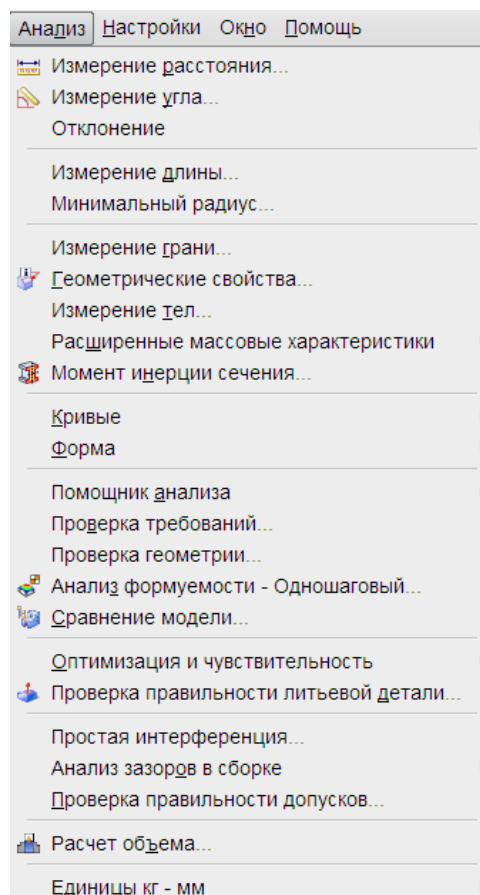 Анализ Настройки Окно Помощь
Измерение расстояния...
Измерение угла...
Отклонение
Измерение длины...
Минимальный радиус...
Измерение грани...
Геометрические свойства...
Измерение тел...
Расширенные массовые характеристики
Момент инерции сечения...
Кривые
Форма
Помощник анализа
Проверка требований...
Проверка геометрии...
Анализ формуемости - Одношаговый...
Сравнение модели...
Оптимизация и чувствительность
Проверка правильности литьевой детали...
Простая интерференция...
Анализ зазоров в сборке
Проверка правильности допусков...
Расчет объема...
Единицы кг - мм